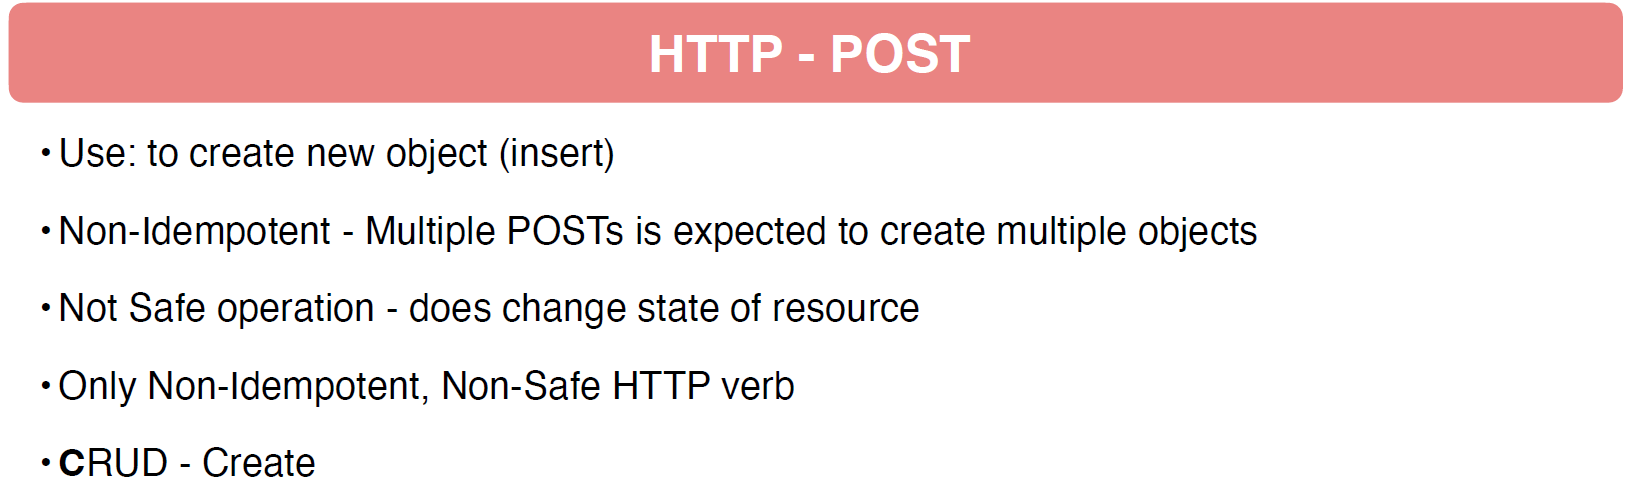 HTTP - POST
• Use: to create new object (insert)
• Non-Idempotent - Multiple POSTs is expected to create multiple objects
• Not Safe operation - does change state of resource
• Only Non-Idempotent, Non-Safe HTTP verb
• CRUD - Create